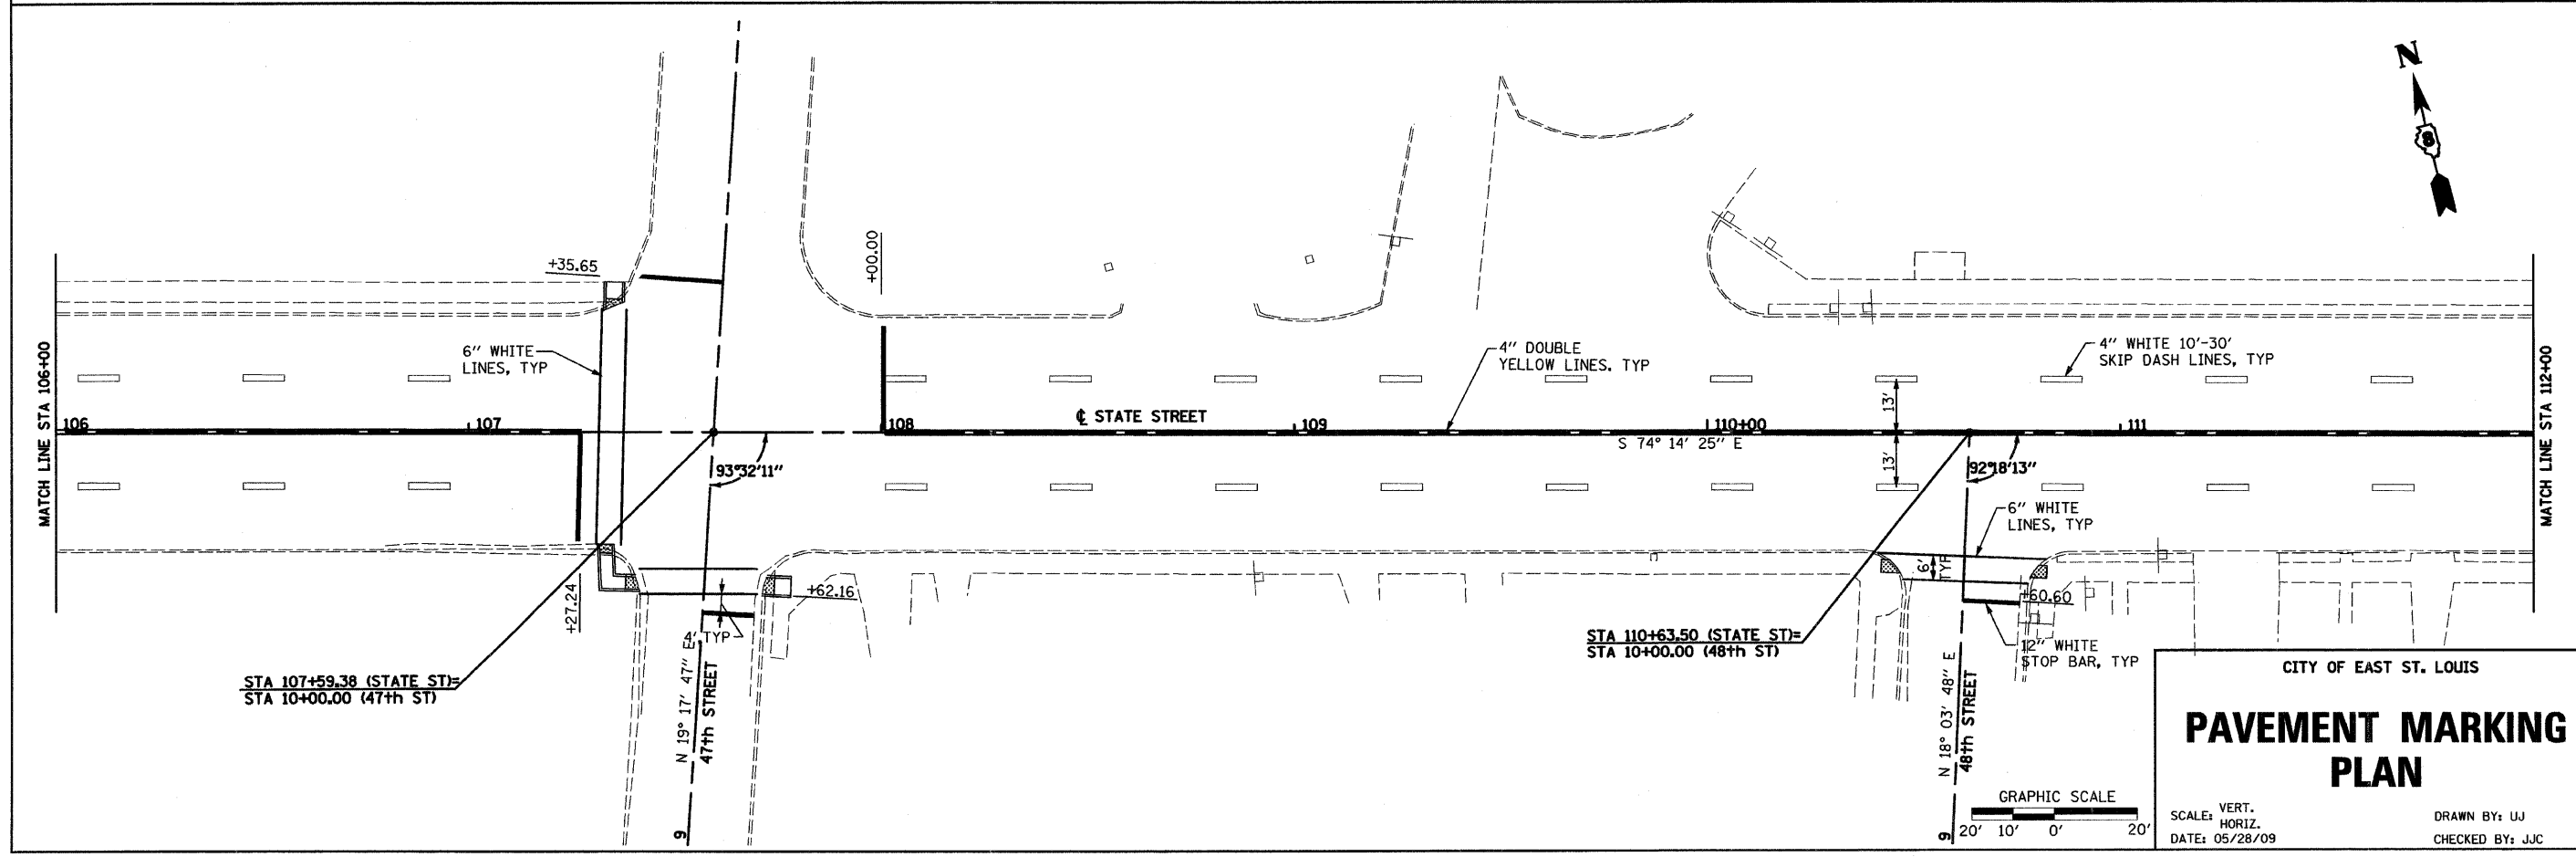 N
8
+35.65
+00.00
6" WHITE
LINES, TYP
4" DOUBLE
YELLOW LINES. TYP
4" WHITE 10'-30'
SKIP DASH LINES, TYP
MATCH LINE STA 106+00
MATCH LINE STA 112+00
106
107
108
℄ STATE STREET
109
110+00
111
S 74° 14' 25" E
13'
13'
93°32'11"
92°18'13"
6" WHITE
LINES, TYP
6'
TYP
+27.24
+62.16
+60.60
4' TYP
12" WHITE
STOP BAR, TYP
STA 107+59.38 (STATE ST)=
STA 10+00.00 (47th ST)
STA 110+63.50 (STATE ST)=
STA 10+00.00 (48th ST)
N 19° 17' 47" E
47th STREET
N 18° 03' 48" E
48th STREET
9
9
GRAPHIC SCALE
20' 10' 0' 20'
CITY OF EAST ST. LOUIS
PAVEMENT MARKING
PLAN
SCALE: VERT.
HORIZ.
DRAWN BY: UJ
DATE: 05/28/09
CHECKED BY: JJC